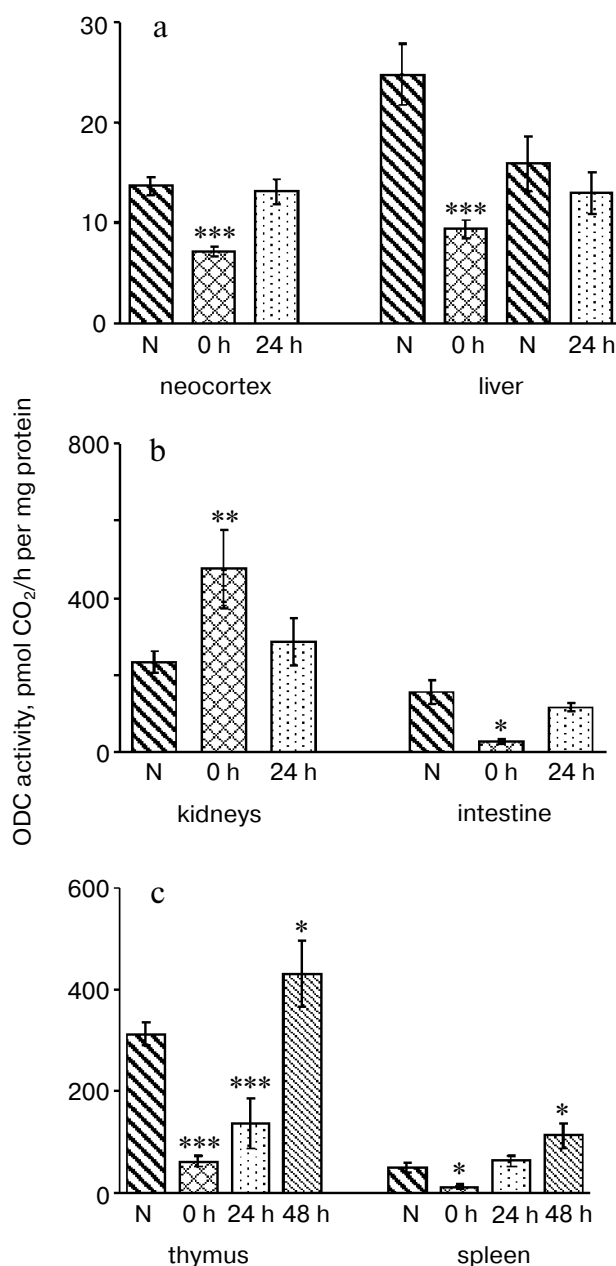 ODC activity, pmol CO₂/h per mg protein
a
30
20
10
0
***
***
N 0 h 24 h N 0 h N 24 h
neocortex liver
b
800
400
0
**
*
N 0 h 24 h N 0 h 24 h
kidneys intestine
c
600
400
200
0
*
***
***
*
*
N 0 h 24 h 48 h N 0 h 24 h 48 h
thymus spleen